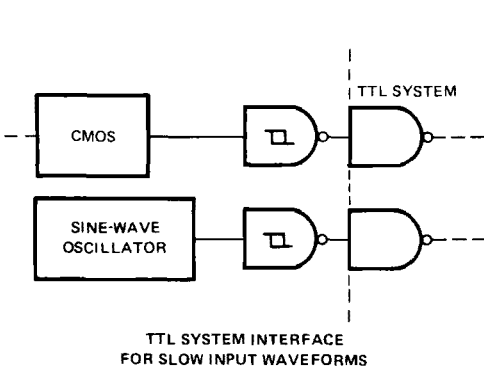 TTL SYSTEM
CMOS
SINE-WAVE
OSCILLATOR
TTL SYSTEM INTERFACE
FOR SLOW INPUT WAVEFORMS